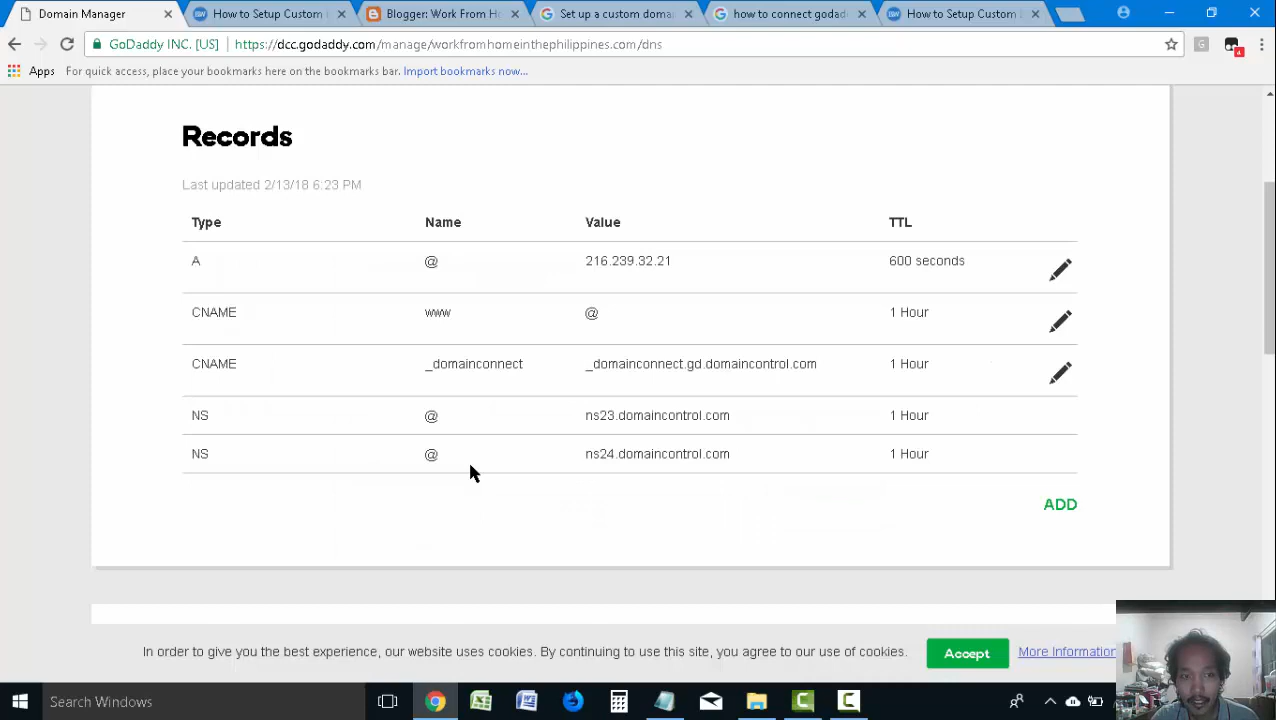 Domain Manager
How to Setup Custom
Blogger: Work From H
Set up a custom doma
how to connect godad
How to Setup Custom
GoDaddy INC. [US] https://dcc.godaddy.com/manage/workfromhomeinthephilippines.com/dns
Apps For quick access, place your bookmarks here on the bookmarks bar. Import bookmarks now...
Records
Last updated 2/13/18 6:23 PM
Type Name Value TTL
A @ 216.239.32.21 600 seconds
CNAME www @ 1 Hour
CNAME _domainconnect _domainconnect.gd.domaincontrol.com 1 Hour
NS @ ns23.domaincontrol.com 1 Hour
NS @ ns24.domaincontrol.com 1 Hour
ADD
In order to give you the best experience, our website uses cookies. By continuing to use this site, you agree to our use of cookies. Accept More Information
Search Windows